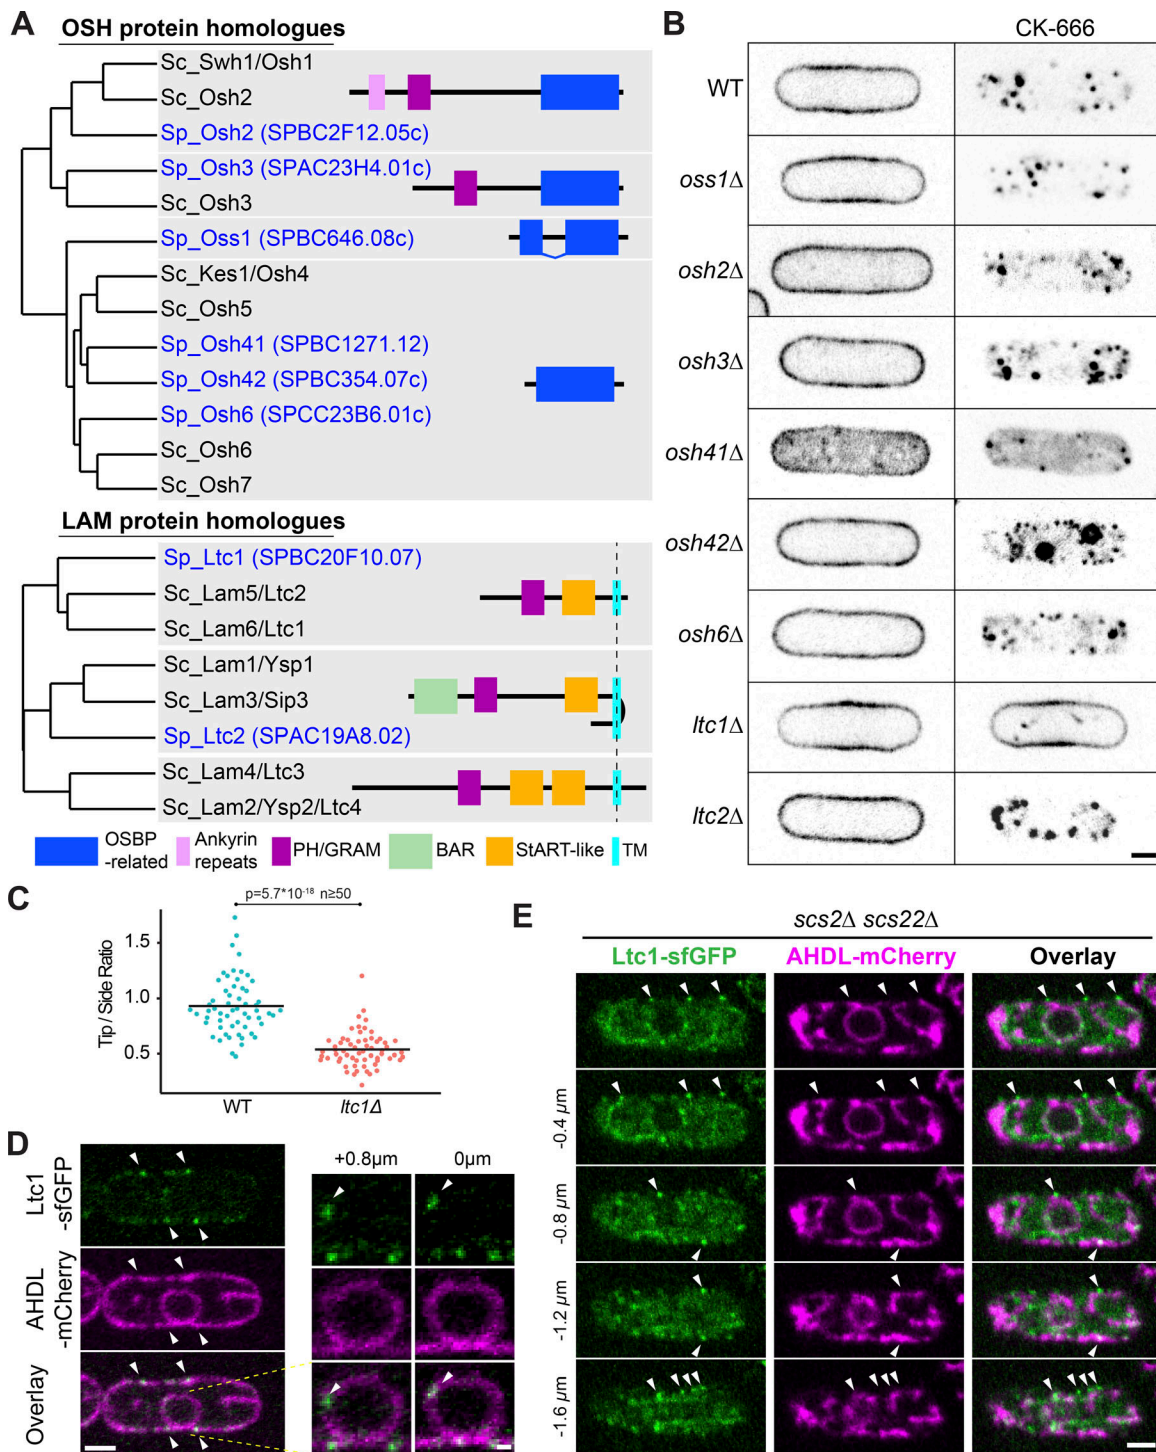 A
OSH protein homologues
Sc_Swh1/Osh1
Sc_Osh2
Sp_Osh2 (SPBC2F12.05c)
Sp_Osh3 (SPAC23H4.01c)
Sc_Osh3
Sp_Oss1 (SPBC646.08c)
Sc_Kes1/Osh4
Sc_Osh5
Sp_Osh41 (SPBC1271.12)
Sp_Osh42 (SPBC354.07c)
Sp_Osh6 (SPCC23B6.01c)
Sc_Osh6
Sc_Osh7
LAM protein homologues
Sp_Ltc1 (SPBC20F10.07)
Sc_Lam5/Ltc2
Sc_Lam6/Ltc1
Sc_Lam1/Ysp1
Sc_Lam3/Sip3
Sp_Ltc2 (SPAC19A8.02)
Sc_Lam4/Ltc3
Sc_Lam2/Ysp2/Ltc4
OSBP
-related
Ankyrin
repeats
PH/GRAM
BAR
StART-like
TM
B
CK-666
WT
oss1Δ
osh2Δ
osh3Δ
osh41Δ
osh42Δ
osh6Δ
ltc1Δ
ltc2Δ
C
p=5.7*10⁻¹⁸ n≥50
Tip / Side Ratio
1.5
1.0
0.5
WT
ltc1Δ
D
Ltc1
-sfGFP
AHDL
-mCherry
Overlay
+0.8μm
0μm
E
scs2Δ scs22Δ
Ltc1-sfGFP
AHDL-mCherry
Overlay
-0.4 μm
-0.8 μm
-1.2 μm
-1.6 μm